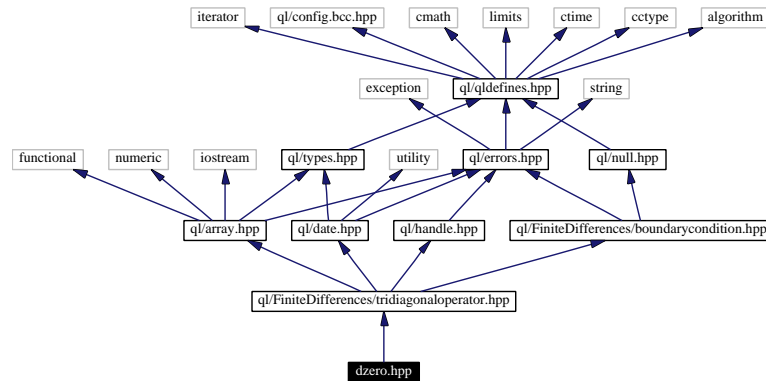 iterator
ql/config.bcc.hpp
cmath
limits
ctime
cctype
algorithm
exception
ql/qldefines.hpp
string
functional
numeric
iostream
ql/types.hpp
utility
ql/errors.hpp
ql/null.hpp
ql/array.hpp
ql/date.hpp
ql/handle.hpp
ql/FiniteDifferences/boundarycondition.hpp
ql/FiniteDifferences/tridiagonaloperator.hpp
dzero.hpp